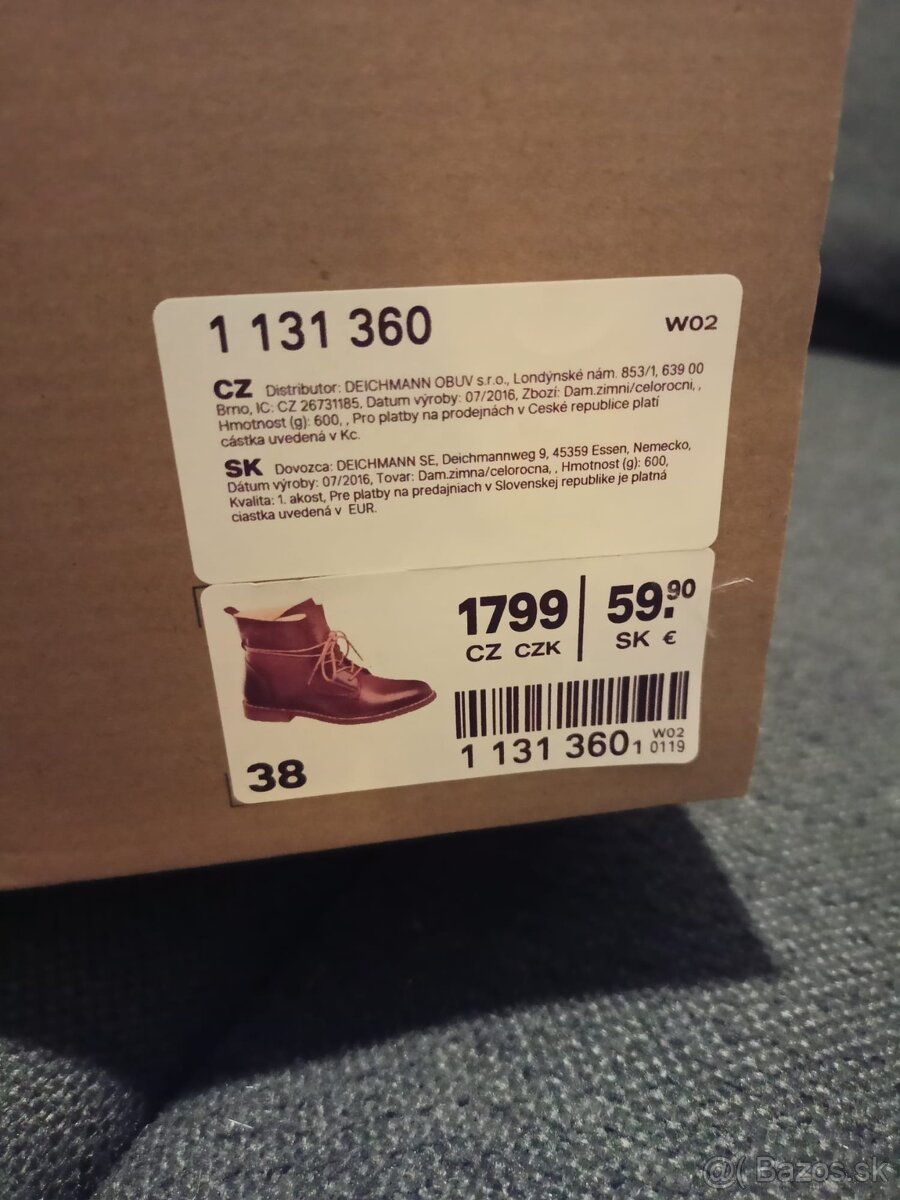 1 131 360
W02
CZ Distributor: DEICHMANN OBUV s.r.o., Londýnské nám. 853/1, 639 00
Brno, IC: CZ 26731185, Datum výroby: 07/2016, Zbozí: Dam.zimni/celorocni, ,
Hmotnost (g): 600, , Pro platby na prodejnách v Ceské republice platí
cástka uvedená v Kc.
SK Dovozca: DEICHMANN SE, Deichmannweg 9, 45359 Essen, Nemecko,
Dátum výroby: 07/2016, Tovar: Dam.zimna/celorocna, , Hmotnost (g): 600,
Kvalita: 1. akost, Pre platby na predajniach v Slovenskej republike je platná
ciastka uvedená v EUR.
1799
CZ CZK
59.90
SK €
38
1 131 360 1
W02
0119
@( Bazos.sk